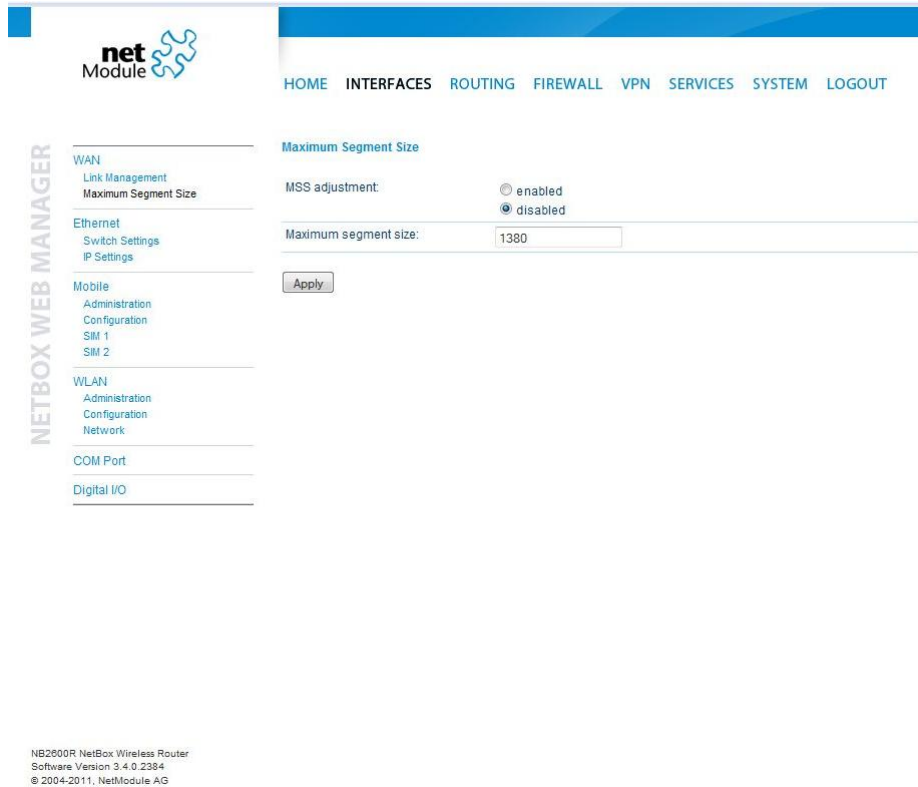 net
Module
HOME INTERFACES ROUTING FIREWALL VPN SERVICES SYSTEM LOGOUT
NETBOX WEB MANAGER
WAN
Link Management
Maximum Segment Size
Ethernet
Switch Settings
IP Settings
Mobile
Administration
Configuration
SIM 1
SIM 2
WLAN
Administration
Configuration
Network
COM Port
Digital I/O
Maximum Segment Size
MSS adjustment:
enabled
disabled
Maximum segment size: 1380
Apply
NB2600R NetBox Wireless Router
Software Version 3.4.0.2384
© 2004-2011, NetModule AG